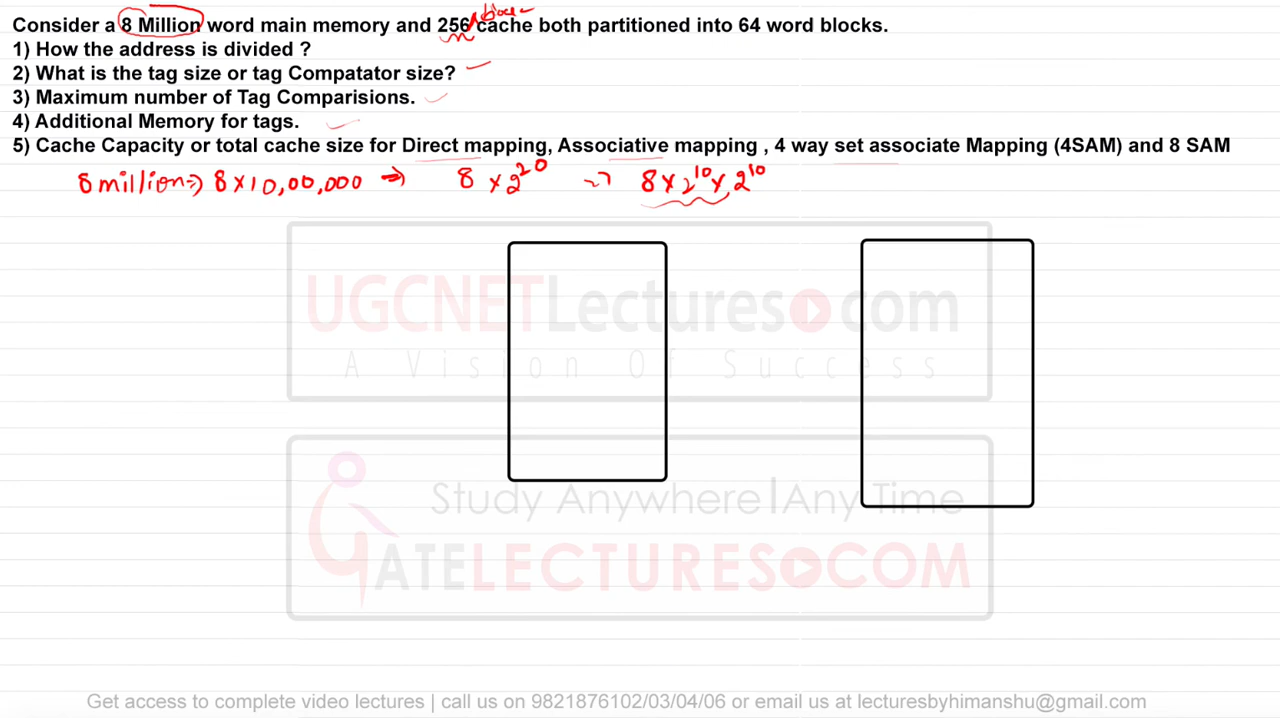 block
Consider a 8 Million word main memory and 256 cache both partitioned into 64 word blocks.
1) How the address is divided ?
2) What is the tag size or tag Compatator size?
3) Maximum number of Tag Comparisions.
4) Additional Memory for tags.
5) Cache Capacity or total cache size for Direct mapping, Associative mapping , 4 way set associate Mapping (4SAM) and 8 SAM
8 million => 8 x 10,00,000 => 8 x 2^20 => 8 x 2^10 x 2^10
UGCNETLectures.com
A Vision Of Success
Study Anywhere|Any Time
GATELECTURES.COM
Get access to complete video lectures | call us on 9821876102/03/04/06 or email us at lecturesbyhimanshu@gmail.com